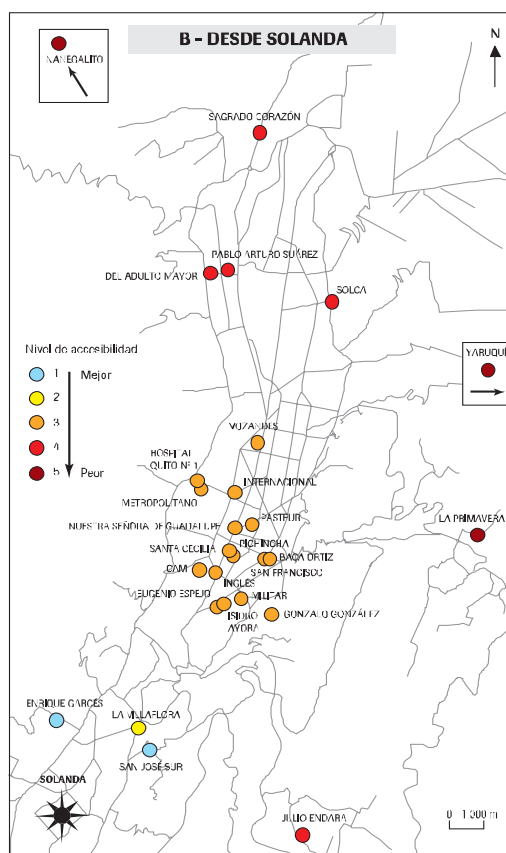 B - DESDE SOLANDA
N
NANEGALITO
SAGRADO CORAZÓN
PABLO ARTURO SUÁREZ
DEL ADULTO MAYOR
SOLCA
Nivel de accesibilidad
1 Mejor
2
3
4
5 Peor
YARUQUÍ
VOZANDES
HOSPITAL
QUITO Nº 1
INTERNACIONAL
METROPOLITANO
PASTEUR
NUESTRA SEÑORA DE GUADALUPE
LA PRIMAVERA
PICHINCHA
SANTA CECILIA
BACA ORTIZ
CAM
SAN FRANCISCO
INGLÉS
EUGENIO ESPEJO
MILITAR
ISIDRO
AYORA
GONZALO GONZÁLEZ
ENRIQUE GARCÉS
LA VILLAFLORA
SAN JOSÉ SUR
SOLANDA
JULIO ENDARA
0 1 000 m